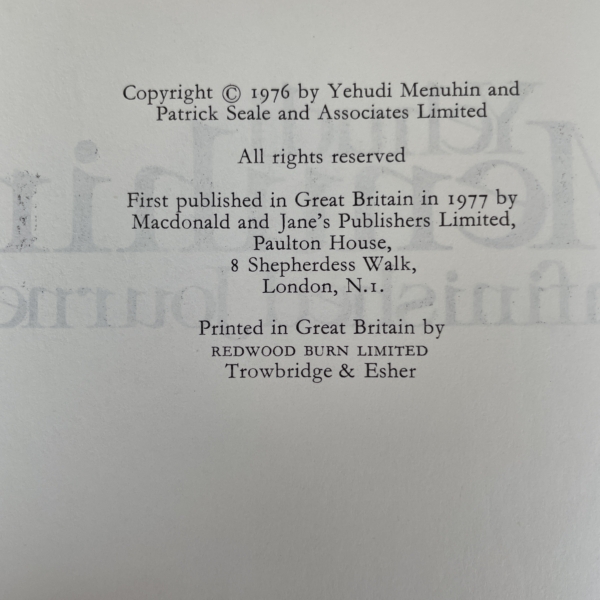 Copyright © 1976 by Yehudi Menuhin and
Patrick Seale and Associates Limited
All rights reserved
First published in Great Britain in 1977 by
Macdonald and Jane's Publishers Limited,
Paulton House,
8 Shepherdess Walk,
London, N.1.
Printed in Great Britain by
REDWOOD BURN LIMITED
Trowbridge & Esher